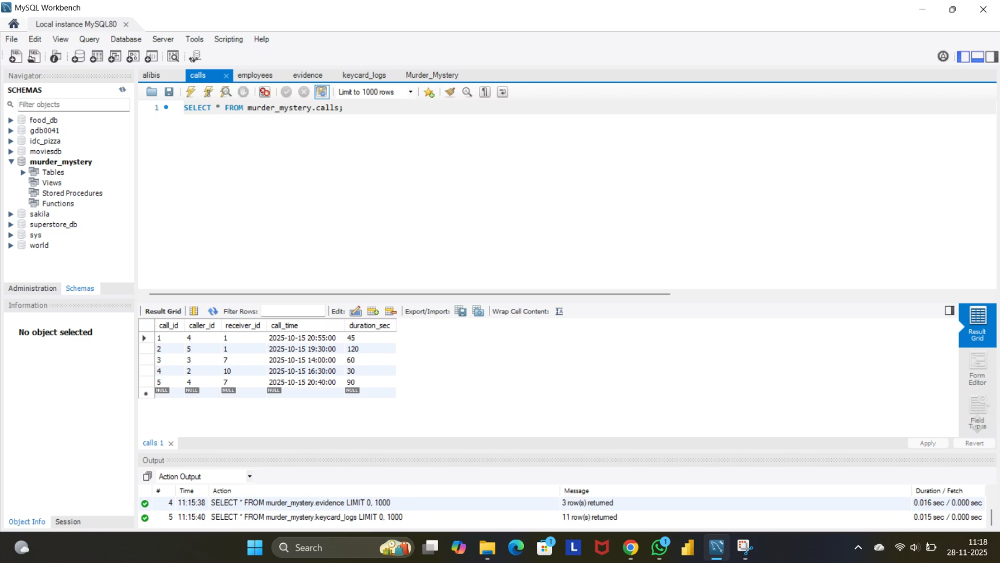 MySQL Workbench
Local instance MySQL80
File Edit View Query Database Server Tools Scripting Help
Navigator
SCHEMAS
Filter objects
food_db
gdb0041
idc_pizza
moviesdb
murder_mystery
Tables
Views
Stored Procedures
Functions
sakila
superstore_db
sys
world
Administration Schemas
Information
No object selected
Object Info Session
alibis calls employees evidence keycard_logs Murder_Mystery
Limit to 1000 rows
1 SELECT * FROM murder_mystery.calls;
Result Grid Filter Rows: Edit: Export/Import: Wrap Cell Content:
call_id caller_id receiver_id call_time duration_sec
1 4 1 2025-10-15 20:55:00 45
2 5 1 2025-10-15 19:30:00 120
3 3 7 2025-10-15 14:00:00 60
4 2 10 2025-10-15 16:30:00 30
5 4 7 2025-10-15 20:40:00 90
NULL NULL NULL NULL NULL
Result Grid
Form Editor
Field Types
calls 1
Apply Revert
Output
Action Output
# Time Action Message Duration / Fetch
4 11:15:38 SELECT * FROM murder_mystery.evidence LIMIT 0, 1000 3 row(s) returned 0.016 sec / 0.000 sec
5 11:15:40 SELECT * FROM murder_mystery.keycard_logs LIMIT 0, 1000 11 row(s) returned 0.015 sec / 0.000 sec
Search
1
L
1
11:18
28-11-2025